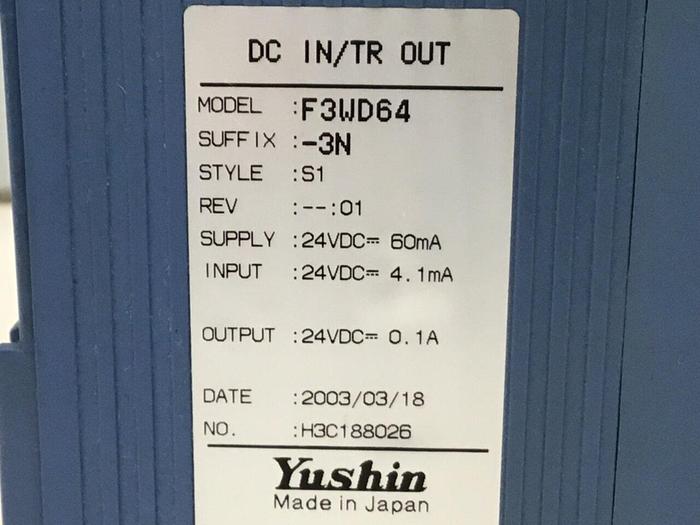 DC IN/TR OUT
MODEL :F3WD64
SUFFIX :-3N
STYLE :S1
REV :--:01
SUPPLY :24VDC⎓ 60mA
INPUT :24VDC⎓ 4.1mA
OUTPUT :24VDC⎓ 0.1A
DATE :2003/03/18
NO. :H3C188026
Yushin
Made in Japan